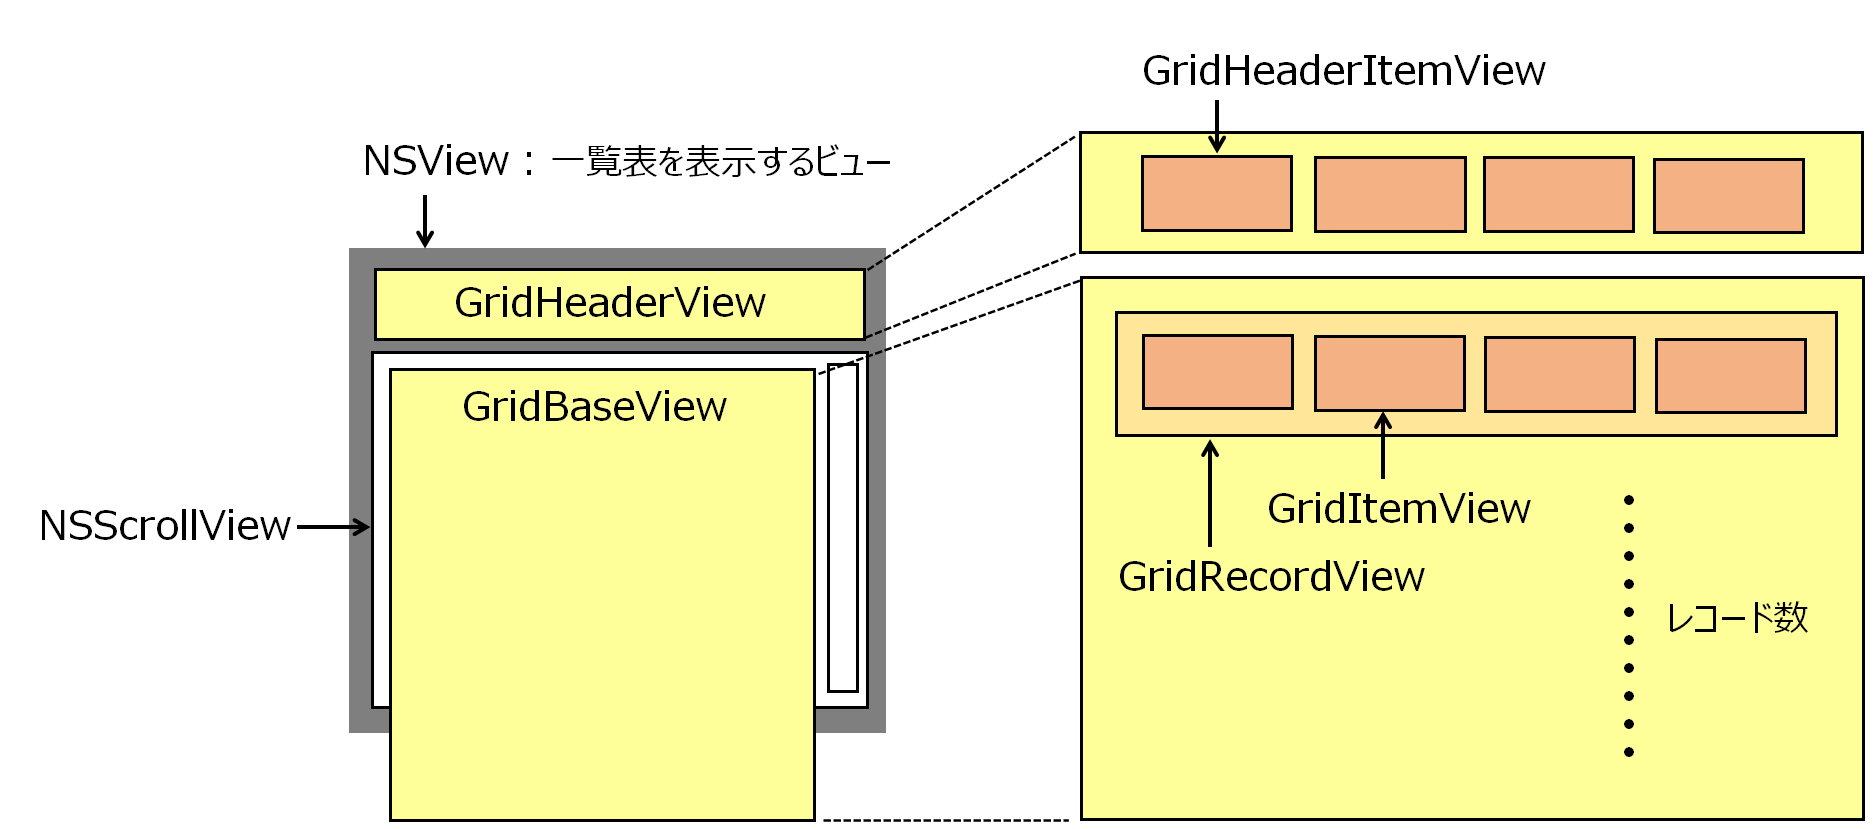 GridHeaderItemView
NSView：一覧表を表示するビュー
GridHeaderView
GridBaseView
NSScrollView
GridItemView
GridRecordView
レコード数